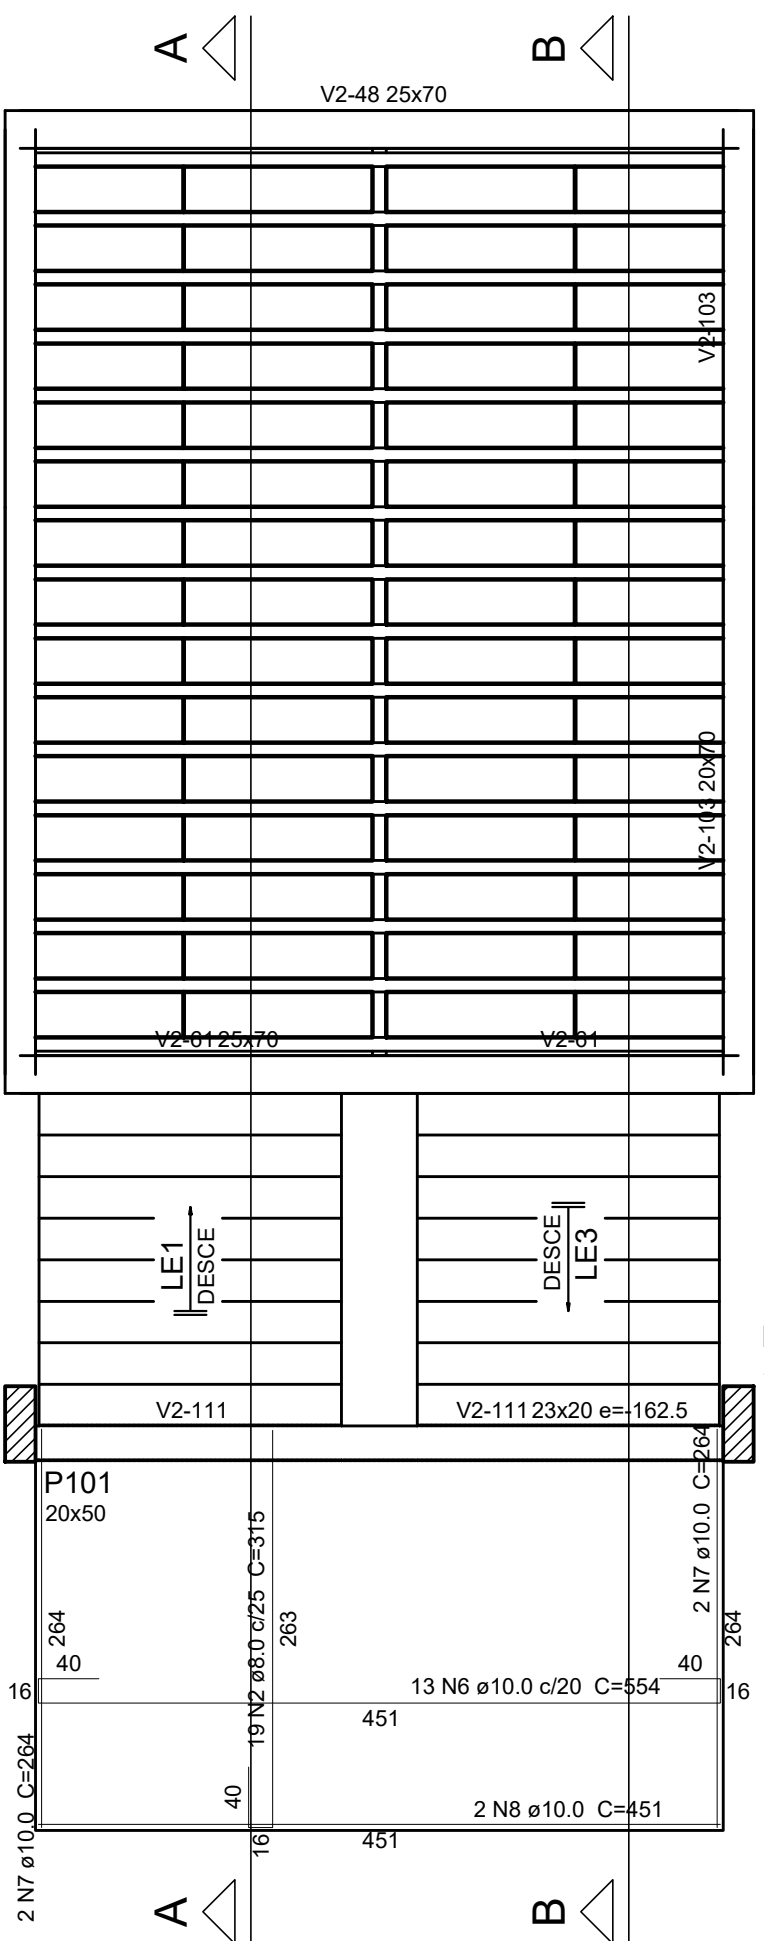 A
B
V2-48 25x70
V2-103
V2-103 20x70
V2-61 25x70
V2-61
LE1
DESCE
DESCE
LE3
V2-111
V2-111 23x20 e=-162.5
P101
20x50
2 N7 ø10.0 C=264
264
19 N2 ø8.0 c/25 C=315
263
264
40
40
16
13 N6 ø10.0 c/20 C=554
16
451
2 N7 ø10.0 C=264
40
2 N8 ø10.0 C=451
16
451
A
B